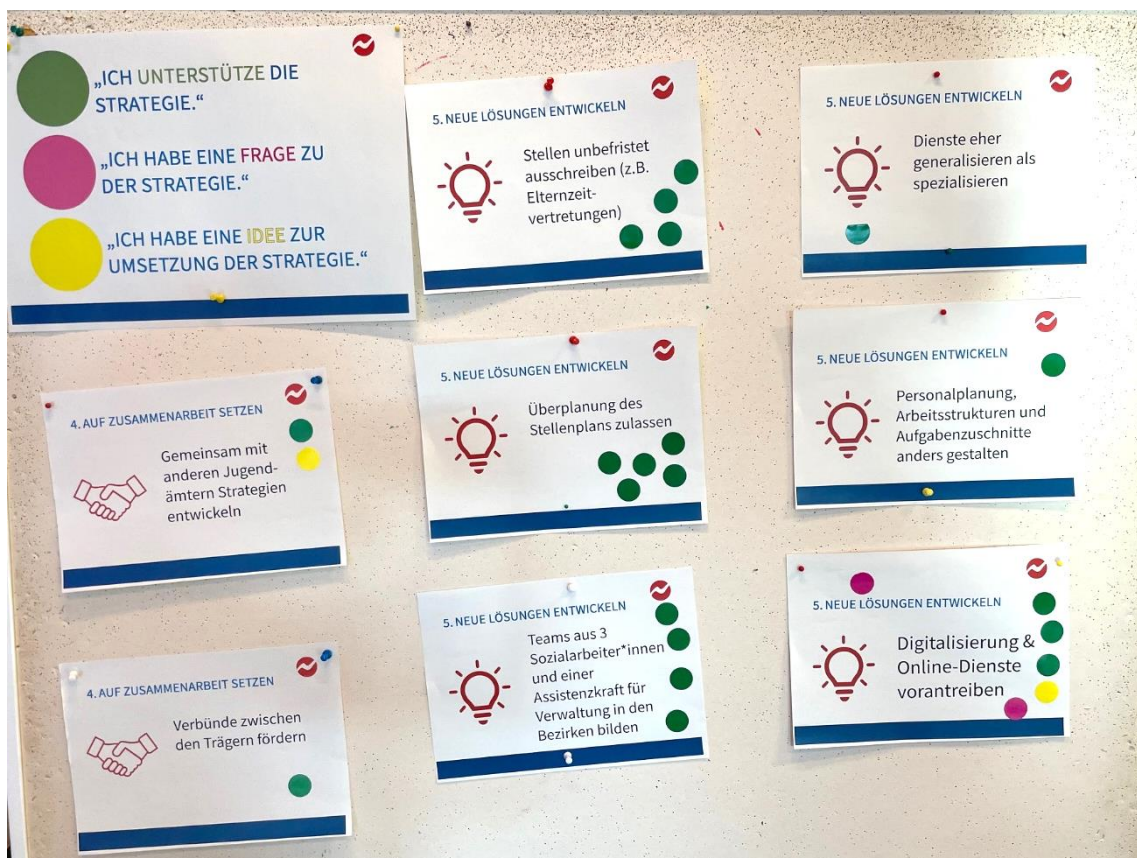 „ICH UNTERSTÜTZE DIE
STRATEGIE.“
„ICH HABE EINE FRAGE ZU
DER STRATEGIE.“
„ICH HABE EINE IDEE ZUR
UMSETZUNG DER STRATEGIE.“
5. NEUE LÖSUNGEN ENTWICKELN
Stellen unbefristet
ausschreiben (z.B.
Elternzeit-
vertretungen)
5. NEUE LÖSUNGEN ENTWICKELN
Dienste eher
generalisieren als
spezialisieren
4. AUF ZUSAMMENARBEIT SETZEN
Gemeinsam mit
anderen Jugend-
ämtern Strategien
entwickeln
5. NEUE LÖSUNGEN ENTWICKELN
Überplanung des
Stellenplans zulassen
5. NEUE LÖSUNGEN ENTWICKELN
Personalplanung,
Arbeitsstrukturen und
Aufgabenzuschnitte
anders gestalten
4. AUF ZUSAMMENARBEIT SETZEN
Verbünde zwischen
den Trägern fördern
5. NEUE LÖSUNGEN ENTWICKELN
Teams aus 3
Sozialarbeiter*innen
und einer
Assistenzkraft für
Verwaltung in den
Bezirken bilden
5. NEUE LÖSUNGEN ENTWICKELN
Digitalisierung &
Online-Dienste
vorantreiben